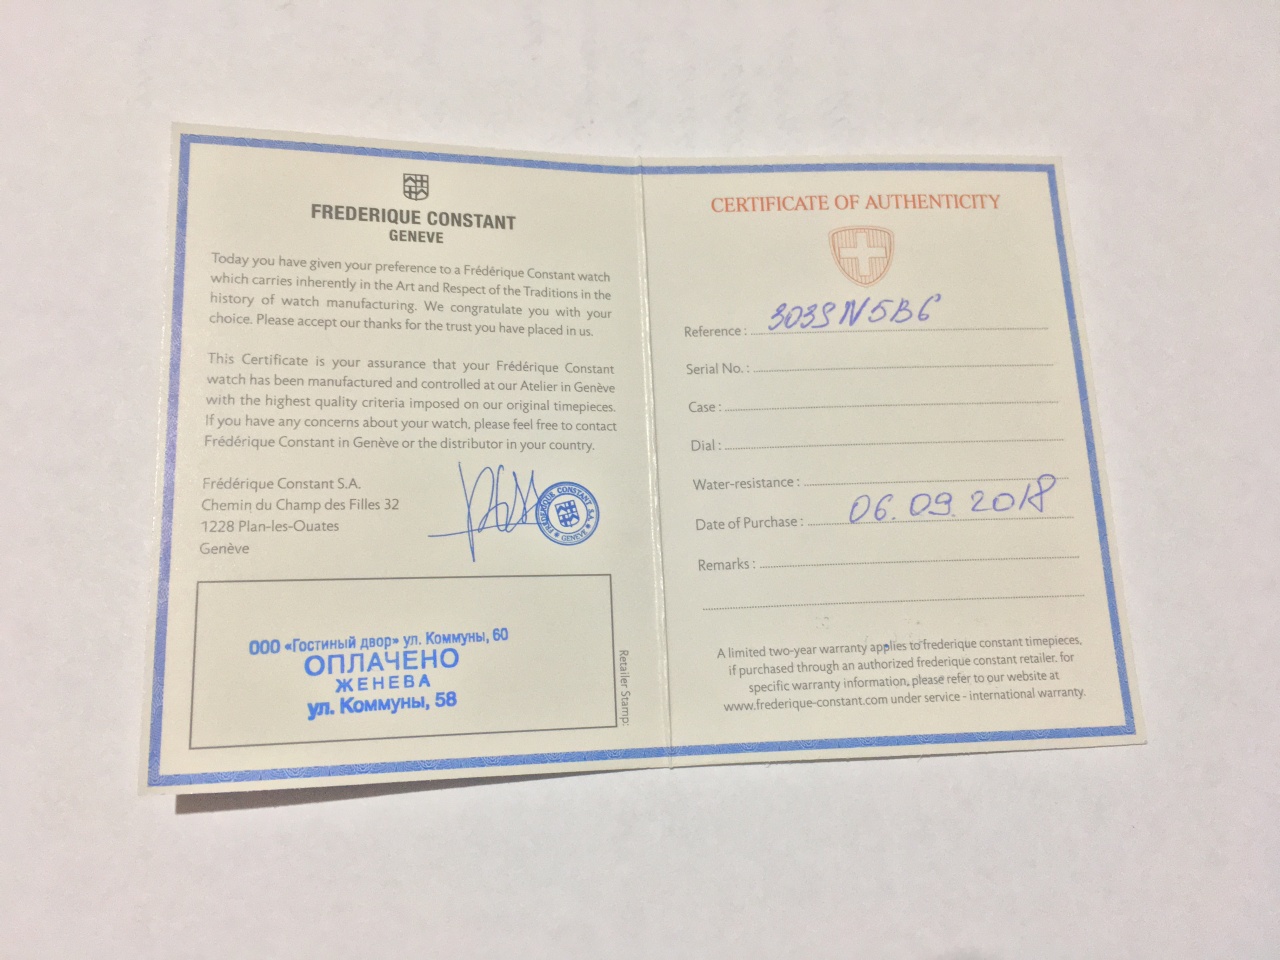 FREDERIQUE CONSTANT
GENEVE
Today you have given your preference to a Frédérique Constant watch
which carries inherently in the Art and Respect of the Traditions in the
history of watch manufacturing. We congratulate you with your
choice. Please accept our thanks for the trust you have placed in us.
This Certificate is your assurance that your Frédérique Constant
watch has been manufactured and controlled at our Atelier in Genève
with the highest quality criteria imposed on our original timepieces.
If you have any concerns about your watch, please feel free to contact
Frédérique Constant in Genève or the distributor in your country.
Frédérique Constant S.A.
Chemin du Champ des Filles 32
1228 Plan-les-Ouates
Genève
FREDERIQUE CONSTANT S.A.
GENEVE
ООО «Гостиный двор» ул. Коммуны, 60
ОПЛАЧЕНО
ЖЕНЕВА
ул. Коммуны, 58
Retailer Stamp:
CERTIFICATE OF AUTHENTICITY
Reference : 303SN5B6
Serial No. :
Case :
Dial :
Water-resistance :
Date of Purchase : 06.09.2018
Remarks :
A limited two-year warranty applies to frederique constant timepieces,
if purchased through an authorized frederique constant retailer. for
specific warranty information, please refer to our website at
www.frederique-constant.com under service - international warranty.